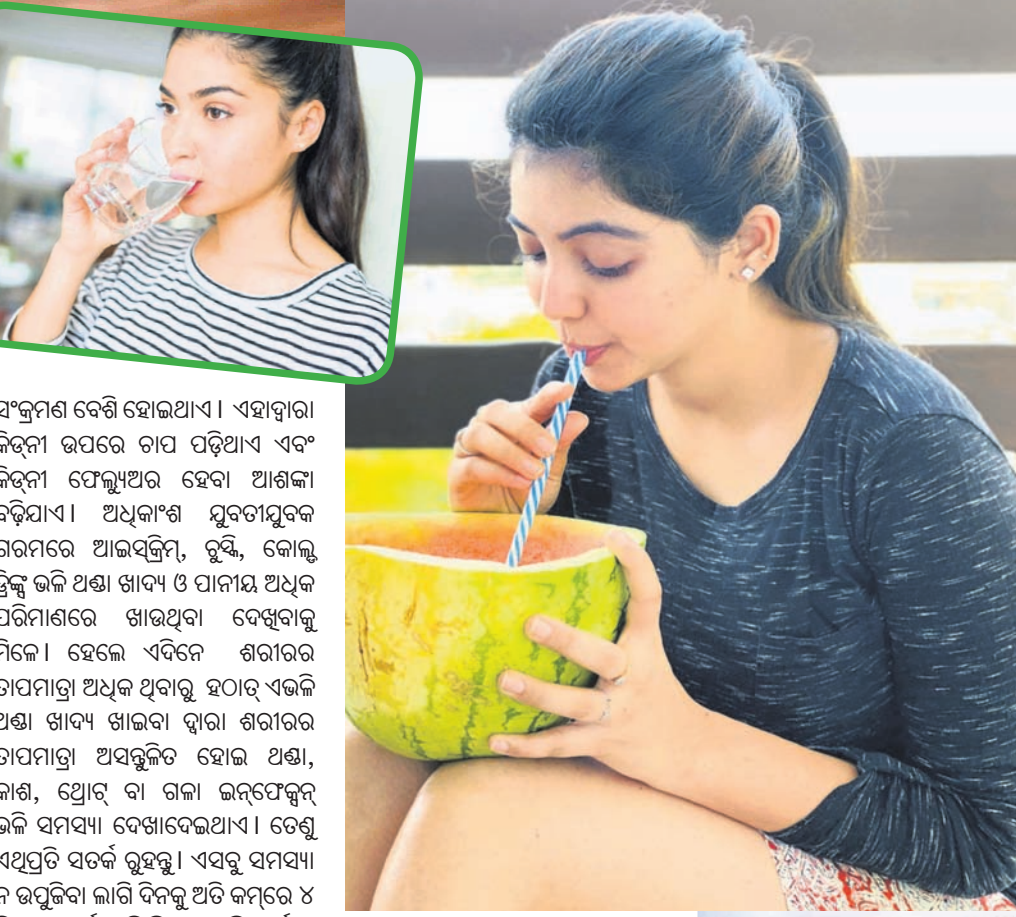 ସଂକ୍ରମଣ ବେଶି ହୋଇଥାଏ । ଏହାଦ୍ୱାରା
କିଡ୍‌ନୀ ଉପରେ ଚାପ ପଡ଼ିଥାଏ ଏବଂ
କିଡ୍‌ନୀ ଫେଲ୍ୟୁଅର ହେବା ଆଶଙ୍କା
ବଢ଼ିଯାଏ । ଅଧିକାଂଶ ଯୁବତୀଯୁବକ
ଗରମରେ ଆଇସ୍‌କ୍ରିମ୍‌, ଚୁସ୍କି, କୋଲ୍ଡ
ଡ୍ରିଙ୍କ୍ସ ଭଳି ଥଣ୍ଡା ଖାଦ୍ୟ ଓ ପାନୀୟ ଅଧିକ
ପରିମାଣରେ ଖାଉଥିବା ଦେଖିବାକୁ
ମିଳେ । ହେଲେ ଏଦିନେ ଶରୀରର
ତାପମାତ୍ରା ଅଧିକ ଥିବାରୁ ହଠାତ୍ ଏଭଳି
ଥଣ୍ଡା ଖାଦ୍ୟ ଖାଇବା ଦ୍ୱାରା ଶରୀରର
ତାପମାତ୍ରା ଅସନ୍ତୁଳିତ ହୋଇ ଥଣ୍ଡା,
କାଶ, ଥ୍ରୋଟ୍ ବା ଗଳା ଇନ୍‌ଫେକ୍ସନ୍
ଭଳି ସମସ୍ୟା ଦେଖାଦେଇଥାଏ । ତେଣୁ
ଏଥିପ୍ରତି ସତର୍କ ରୁହନ୍ତୁ । ଏସବୁ ସମସ୍ୟା
ନ ଉପୁଜିବା ଲାଗି ଦିନକୁ ଅତି କମ୍‌ରେ ୪